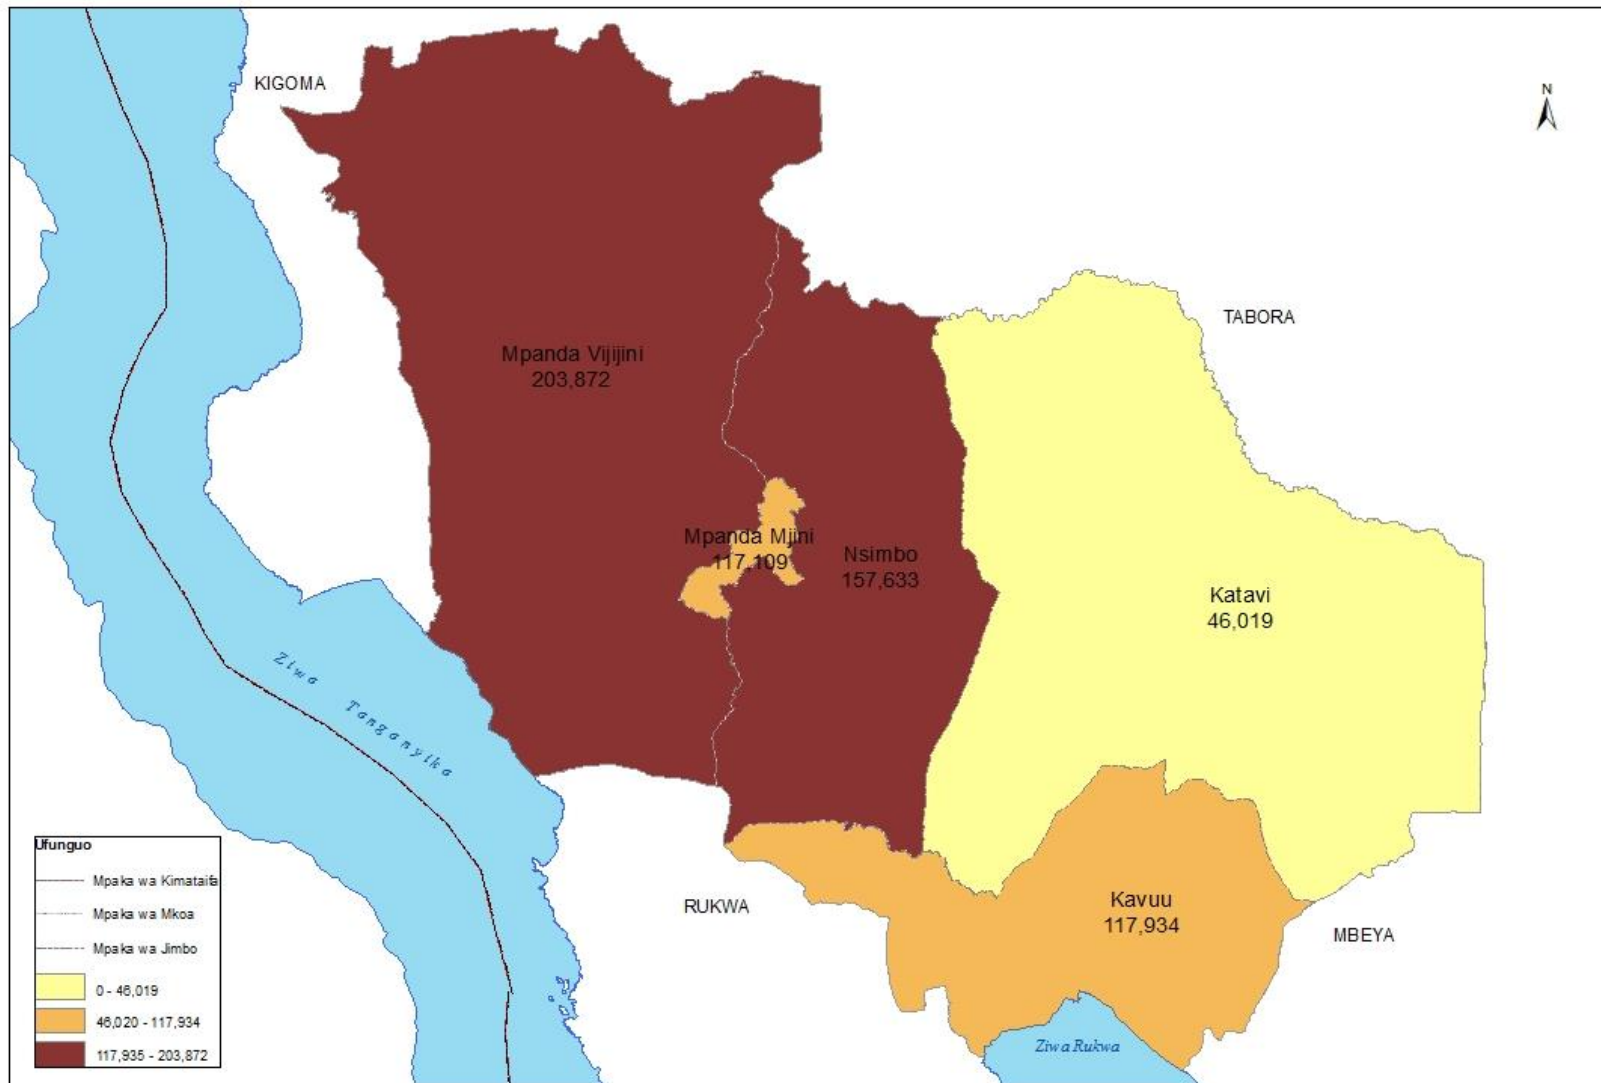 KIGOMA
N
TABORA
Mpanda Vijijini
203,872
Mpanda Mjini
117,109
Nsimbo
157,633
Katavi
46,019
Ziwa
Tanganyika
Kavuu
117,934
RUKWA
MBEYA
Ziwa Rukwa
Ufunguo
Mpaka wa Kimataifa
Mpaka wa Mkoa
Mpaka wa Jimbo
0 - 46,019
46,020 - 117,934
117,935 - 203,872